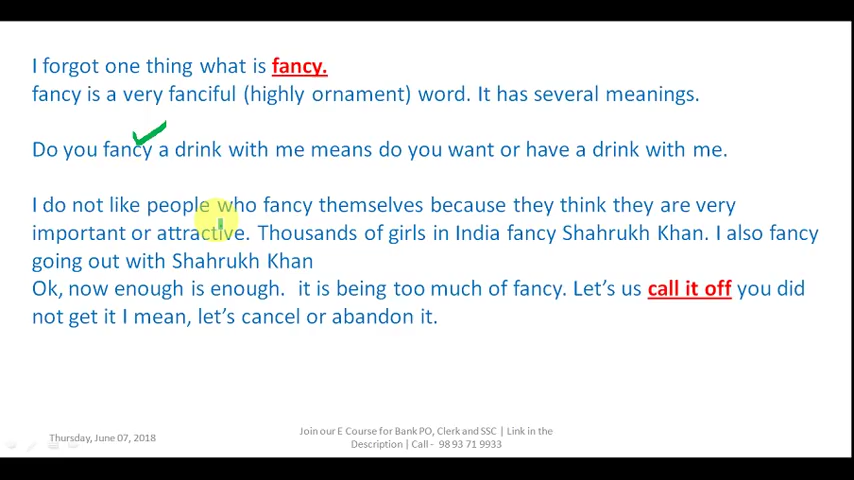 I forgot one thing what is fancy.
fancy is a very fanciful (highly ornament) word. It has several meanings.
Do you fancy a drink with me means do you want or have a drink with me.
I do not like people who fancy themselves because they think they are very
important or attractive. Thousands of girls in India fancy Shahrukh Khan. I also fancy
going out with Shahrukh Khan
Ok, now enough is enough.  it is being too much of fancy. Let’s us call it off you did
not get it I mean, let’s cancel or abandon it.
Thursday, June 07, 2018
Join our E Course for Bank PO, Clerk and SSC | Link in the
Description | Call -  98 93 71 9933